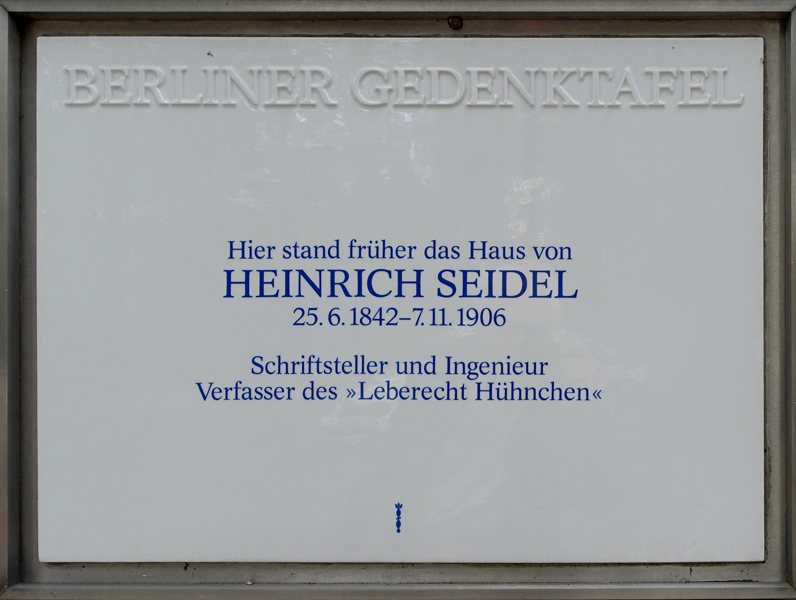 BERLINER GEDENKTAFEL
Hier stand früher das Haus von
HEINRICH SEIDEL
25. 6. 1842–7. 11. 1906
Schriftsteller und Ingenieur
Verfasser des »Leberecht Hühnchen«